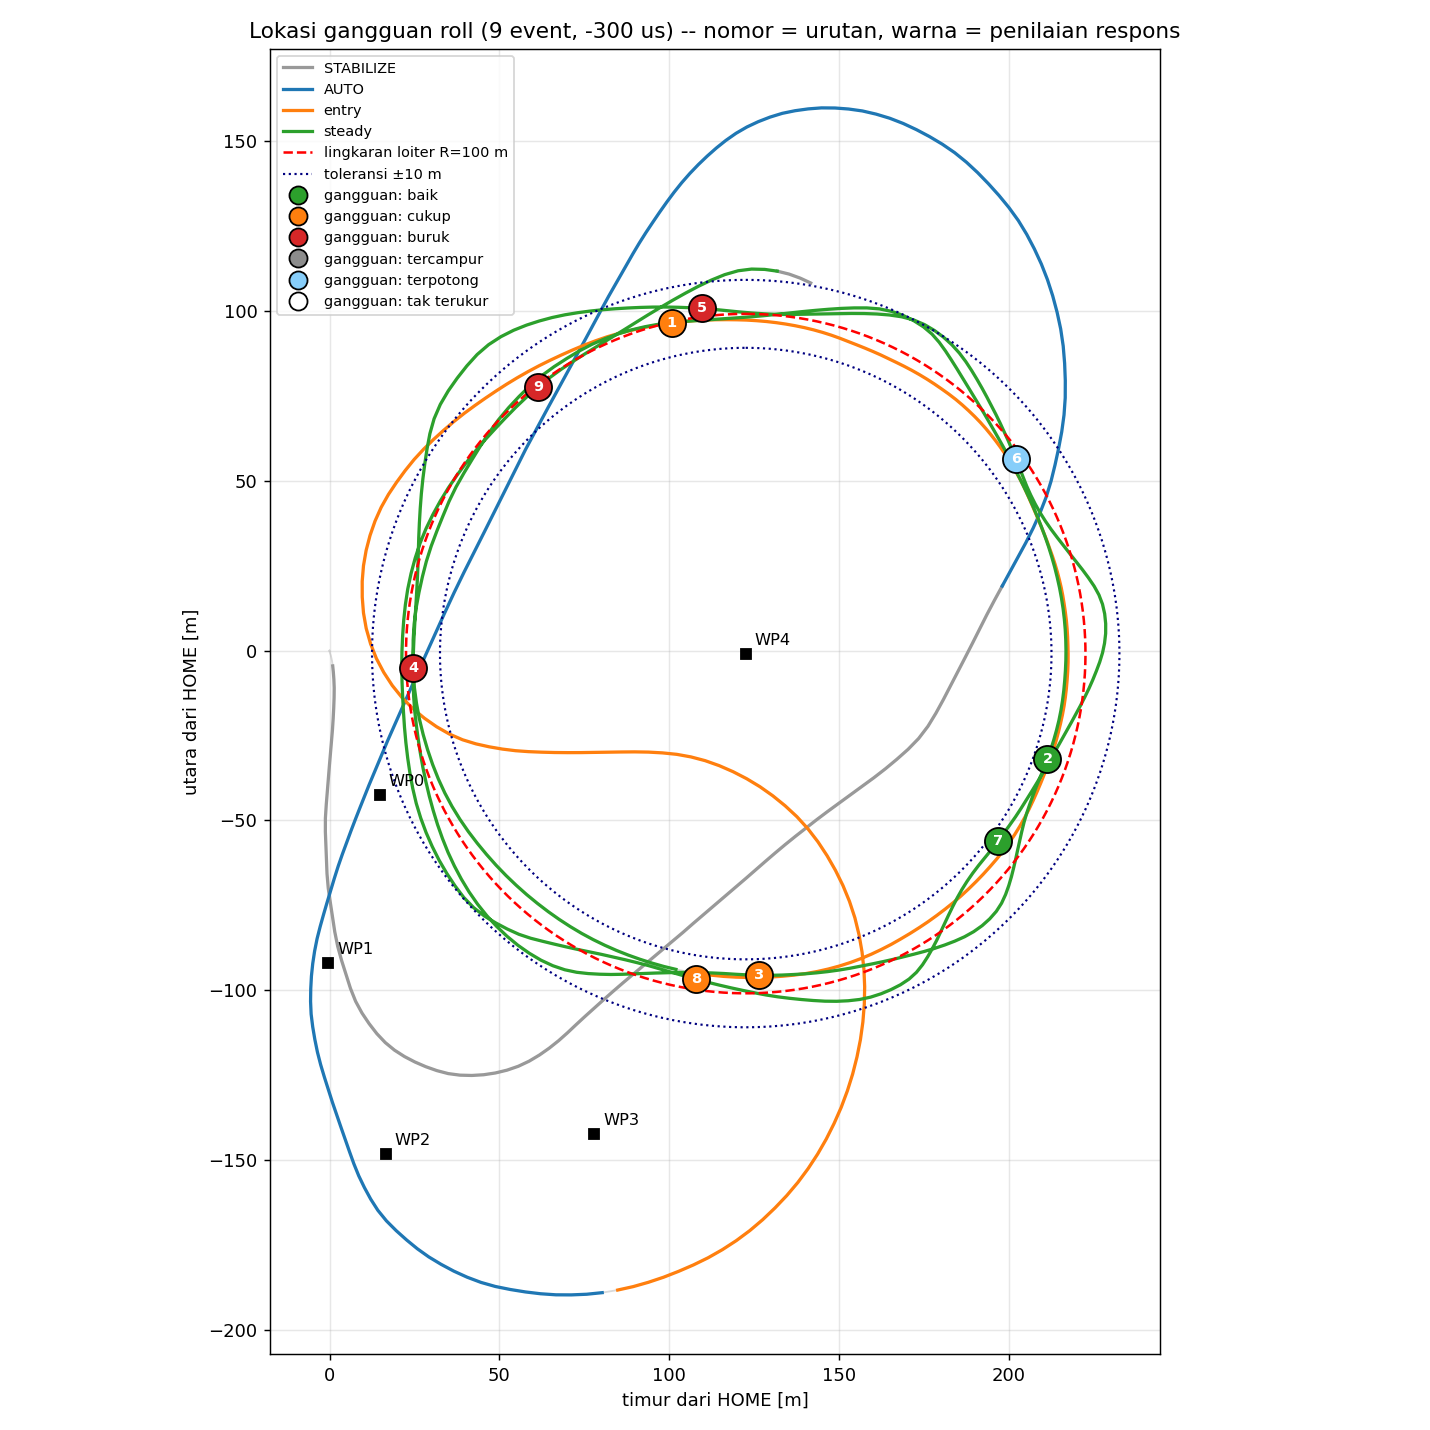 Lokasi gangguan roll (9 event, -300 us) -- nomor = urutan, warna = penilaian respons
STABILIZE
AUTO
entry
steady
lingkaran loiter R=100 m
toleransi ±10 m
gangguan: baik
gangguan: cukup
gangguan: buruk
gangguan: tercampur
gangguan: terpotong
gangguan: tak terukur
150
100
50
0
−50
−100
−150
−200
utara dari HOME [m]
5
1
9
6
WP4
4
2
WP0
7
WP1
8
3
WP3
WP2
0
50
100
150
200
timur dari HOME [m]